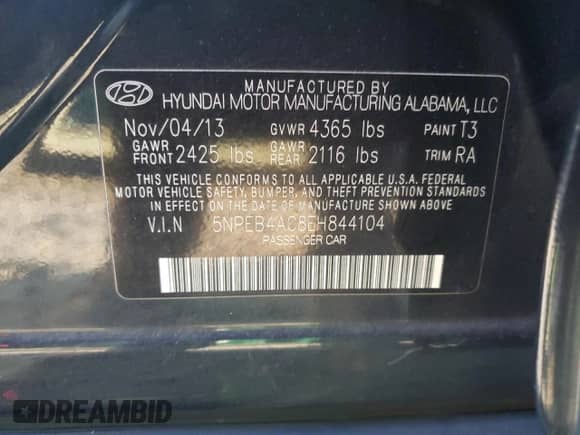 MANUFACTURED BY
HYUNDAI MOTOR MANUFACTURING ALABAMA, LLC
Nov/04/13 GVWR 4365 lbs PAINT T3
GAWR FRONT 2425 lbs GAWR REAR 2116 lbs TRIM RA
THIS VEHICLE CONFORMS TO ALL APPLICABLE U.S.A. FEDERAL
MOTOR VEHICLE SAFETY, BUMPER, AND THEFT PREVENTION STANDARDS
IN EFFECT ON THE DATE OF MANUFACTURE SHOWN ABOVE.
V.I.N 5NPEB4AC8EH844104
PASSENGER CAR
DREAMBID